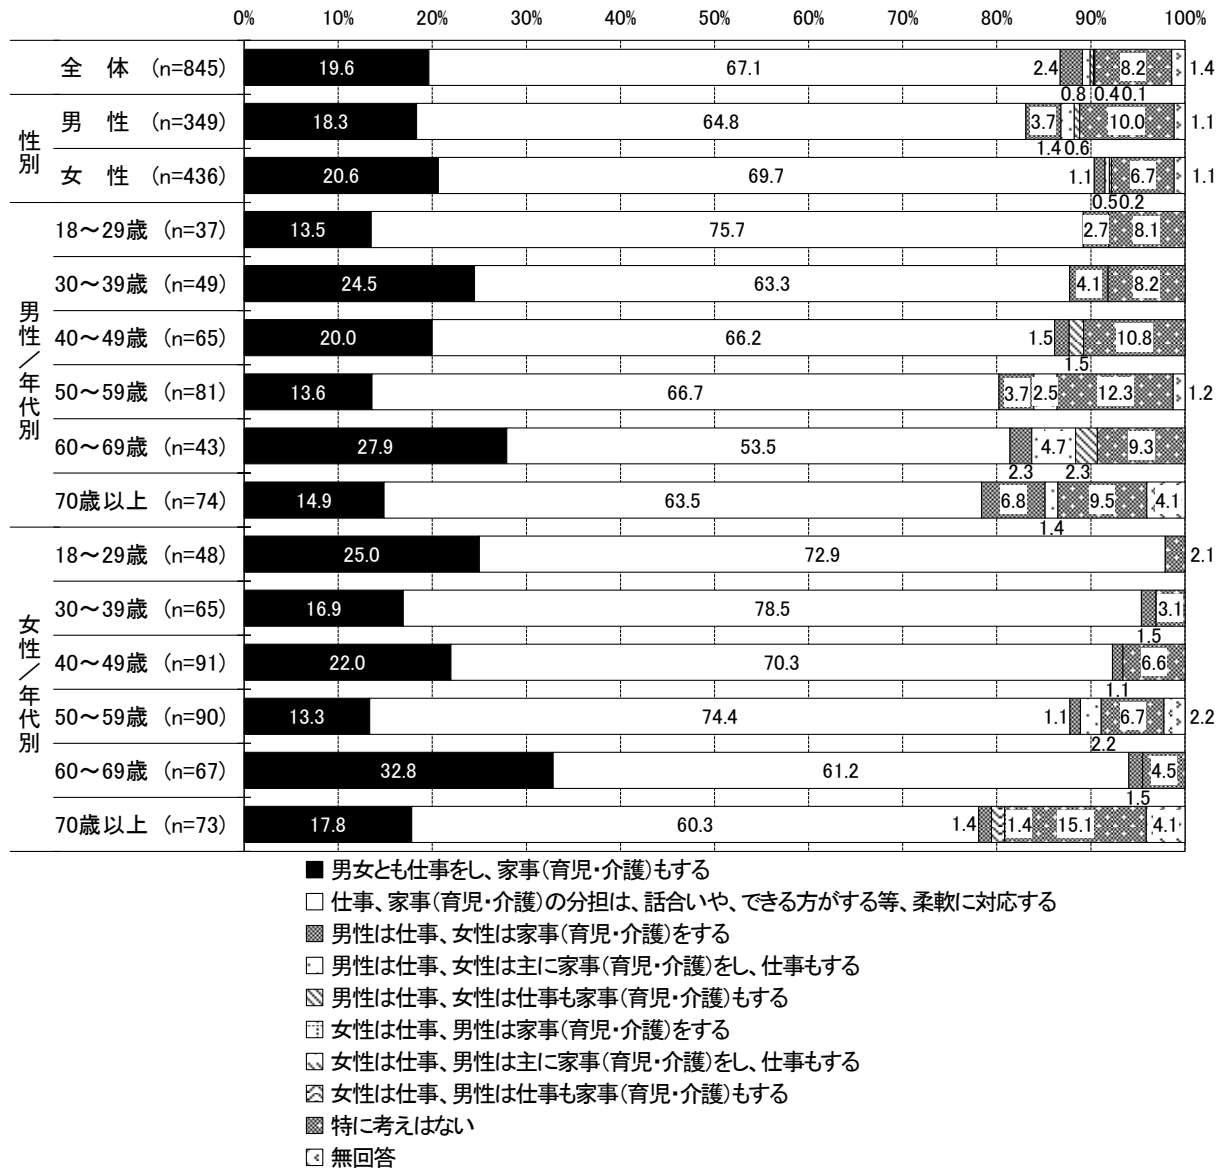 0% 10% 20% 30% 40% 50% 60% 70% 80% 90% 100%
全 体 (n=845) 19.6 67.1 2.4 8.2 1.4
0.8 0.4 0.1
性別
男 性 (n=349) 18.3 64.8 3.7 10.0 1.1
1.4 0.6
女 性 (n=436) 20.6 69.7 1.1 6.7 1.1
0.5 0.2
男性／年代別
18～29歳 (n=37) 13.5 75.7 2.7 8.1
30～39歳 (n=49) 24.5 63.3 4.1 8.2
40～49歳 (n=65) 20.0 66.2 1.5 10.8
1.5
50～59歳 (n=81) 13.6 66.7 3.7 2.5 12.3 1.2
60～69歳 (n=43) 27.9 53.5 4.7 9.3
2.3 2.3
70歳以上 (n=74) 14.9 63.5 6.8 9.5 4.1
1.4
女性／年代別
18～29歳 (n=48) 25.0 72.9 2.1
30～39歳 (n=65) 16.9 78.5 3.1
1.5
40～49歳 (n=91) 22.0 70.3 6.6
1.1
50～59歳 (n=90) 13.3 74.4 1.1 6.7 2.2
2.2
60～69歳 (n=67) 32.8 61.2 4.5
1.5
70歳以上 (n=73) 17.8 60.3 1.4 1.4 15.1 4.1
男女とも仕事をし、家事(育児・介護)もする
仕事、家事(育児・介護)の分担は、話合いや、できる方がする等、柔軟に対応する
男性は仕事、女性は家事(育児・介護)をする
男性は仕事、女性は主に家事(育児・介護)をし、仕事もする
男性は仕事、女性は仕事も家事(育児・介護)もする
女性は仕事、男性は家事(育児・介護)をする
女性は仕事、男性は主に家事(育児・介護)をし、仕事もする
女性は仕事、男性は仕事も家事(育児・介護)もする
特に考えはない
無回答